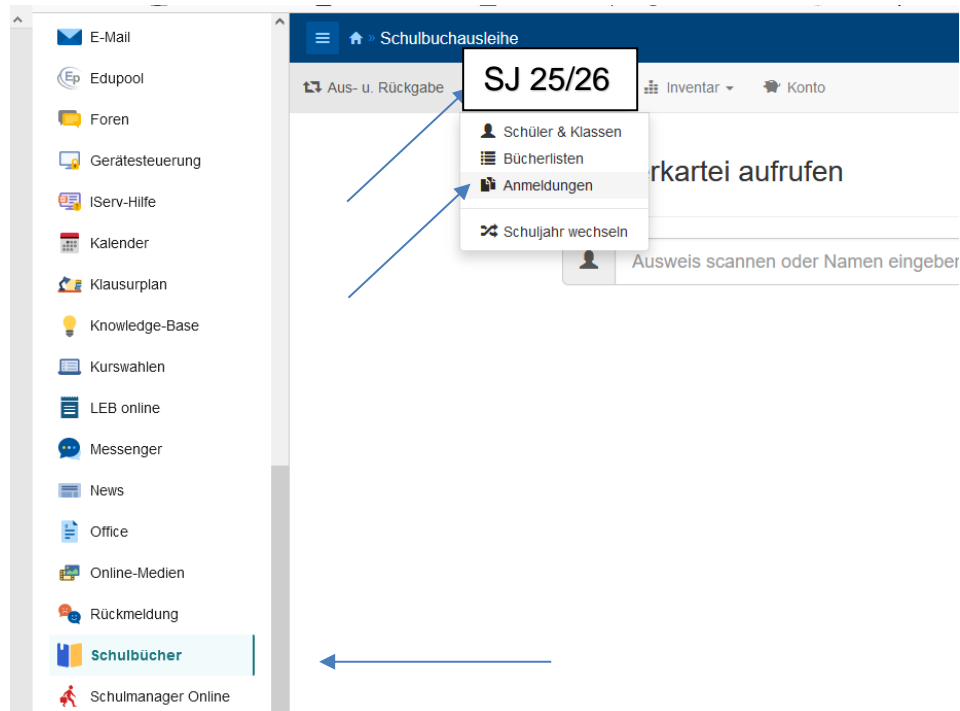 E-Mail
Edupool
Foren
Gerätesteuerung
IServ-Hilfe
Kalender
Klausurplan
Knowledge-Base
Kurswahlen
LEB online
Messenger
News
Office
Online-Medien
Rückmeldung
Schulbücher
Schulmanager Online
» Schulbuchausleihe
Aus- u. Rückgabe
SJ 25/26
Inventar
Konto
Schüler & Klassen
Bücherlisten
Anmeldungen
Schuljahr wechseln
rkartei aufrufen
Ausweis scannen oder Namen eingeben